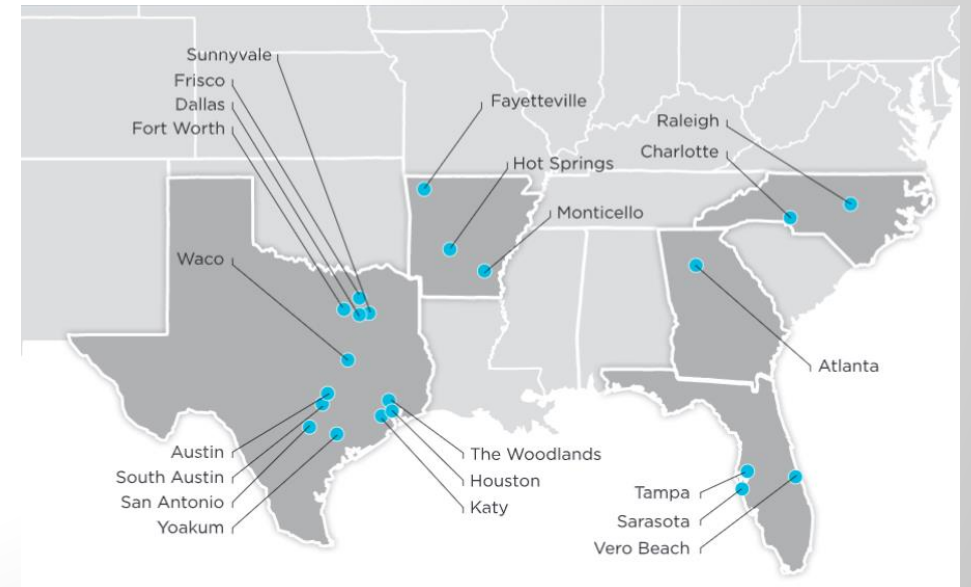 Sunnyvale
Frisco
Dallas
Fort Worth
Fayetteville
Raleigh
Charlotte
Hot Springs
Monticello
Waco
Atlanta
Austin
South Austin
San Antonio
Yoakum
The Woodlands
Houston
Katy
Tampa
Sarasota
Vero Beach